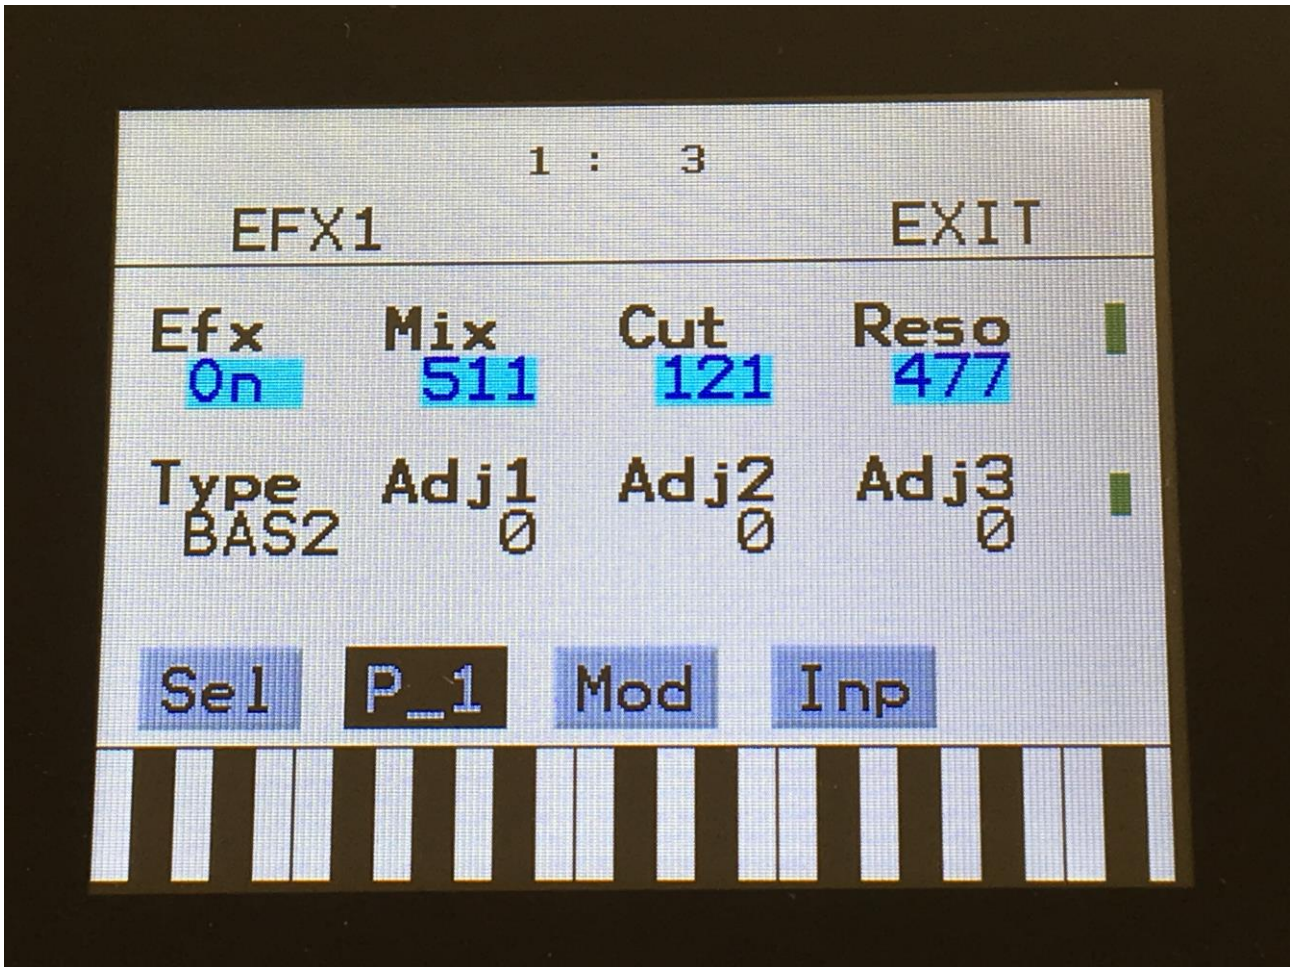 1 : 3
EFX1 EXIT
Efx Mix Cut Reso
On 511 121 477
Type Adj1 Adj2 Adj3
BAS2 0 0 0
Sel P_1 Mod Inp